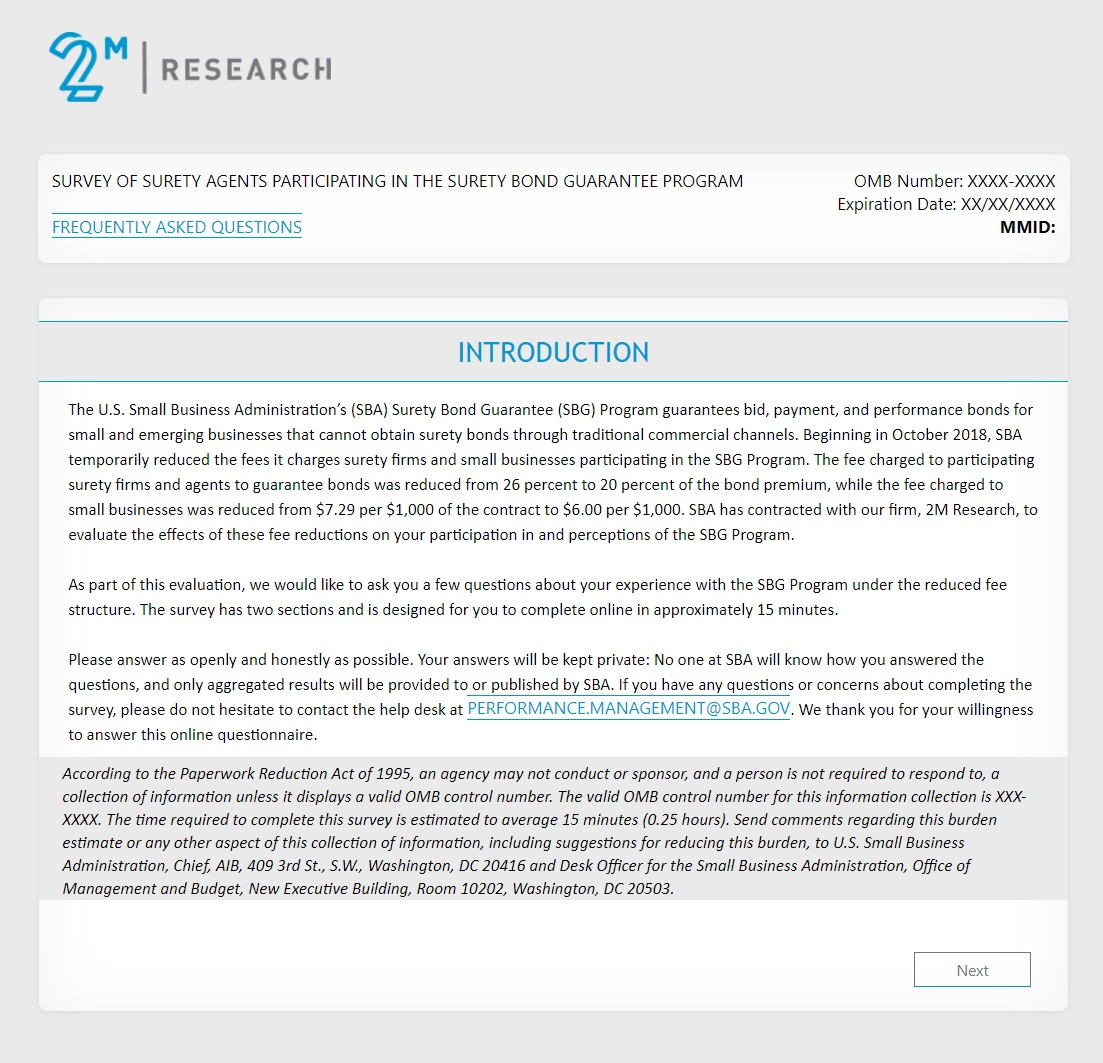 2M | RESEARCH
SURVEY OF SURETY AGENTS PARTICIPATING IN THE SURETY BOND GUARANTEE PROGRAM
FREQUENTLY ASKED QUESTIONS
OMB Number: XXXX-XXXX
Expiration Date: XX/XX/XXXX
MMID:
INTRODUCTION
The U.S. Small Business Administration’s (SBA) Surety Bond Guarantee (SBG) Program guarantees bid, payment, and performance bonds for
small and emerging businesses that cannot obtain surety bonds through traditional commercial channels. Beginning in October 2018, SBA
temporarily reduced the fees it charges surety firms and small businesses participating in the SBG Program. The fee charged to participating
surety firms and agents to guarantee bonds was reduced from 26 percent to 20 percent of the bond premium, while the fee charged to
small businesses was reduced from $7.29 per $1,000 of the contract to $6.00 per $1,000. SBA has contracted with our firm, 2M Research, to
evaluate the effects of these fee reductions on your participation in and perceptions of the SBG Program.
As part of this evaluation, we would like to ask you a few questions about your experience with the SBG Program under the reduced fee
structure. The survey has two sections and is designed for you to complete online in approximately 15 minutes.
Please answer as openly and honestly as possible. Your answers will be kept private: No one at SBA will know how you answered the
questions, and only aggregated results will be provided to or published by SBA. If you have any questions or concerns about completing the
survey, please do not hesitate to contact the help desk at PERFORMANCE.MANAGEMENT@SBA.GOV. We thank you for your willingness
to answer this online questionnaire.
According to the Paperwork Reduction Act of 1995, an agency may not conduct or sponsor, and a person is not required to respond to, a
collection of information unless it displays a valid OMB control number. The valid OMB control number for this information collection is XXX-
XXXX. The time required to complete this survey is estimated to average 15 minutes (0.25 hours). Send comments regarding this burden
estimate or any other aspect of this collection of information, including suggestions for reducing this burden, to U.S. Small Business
Administration, Chief, AIB, 409 3rd St., S.W., Washington, DC 20416 and Desk Officer for the Small Business Administration, Office of
Management and Budget, New Executive Building, Room 10202, Washington, DC 20503.
Next